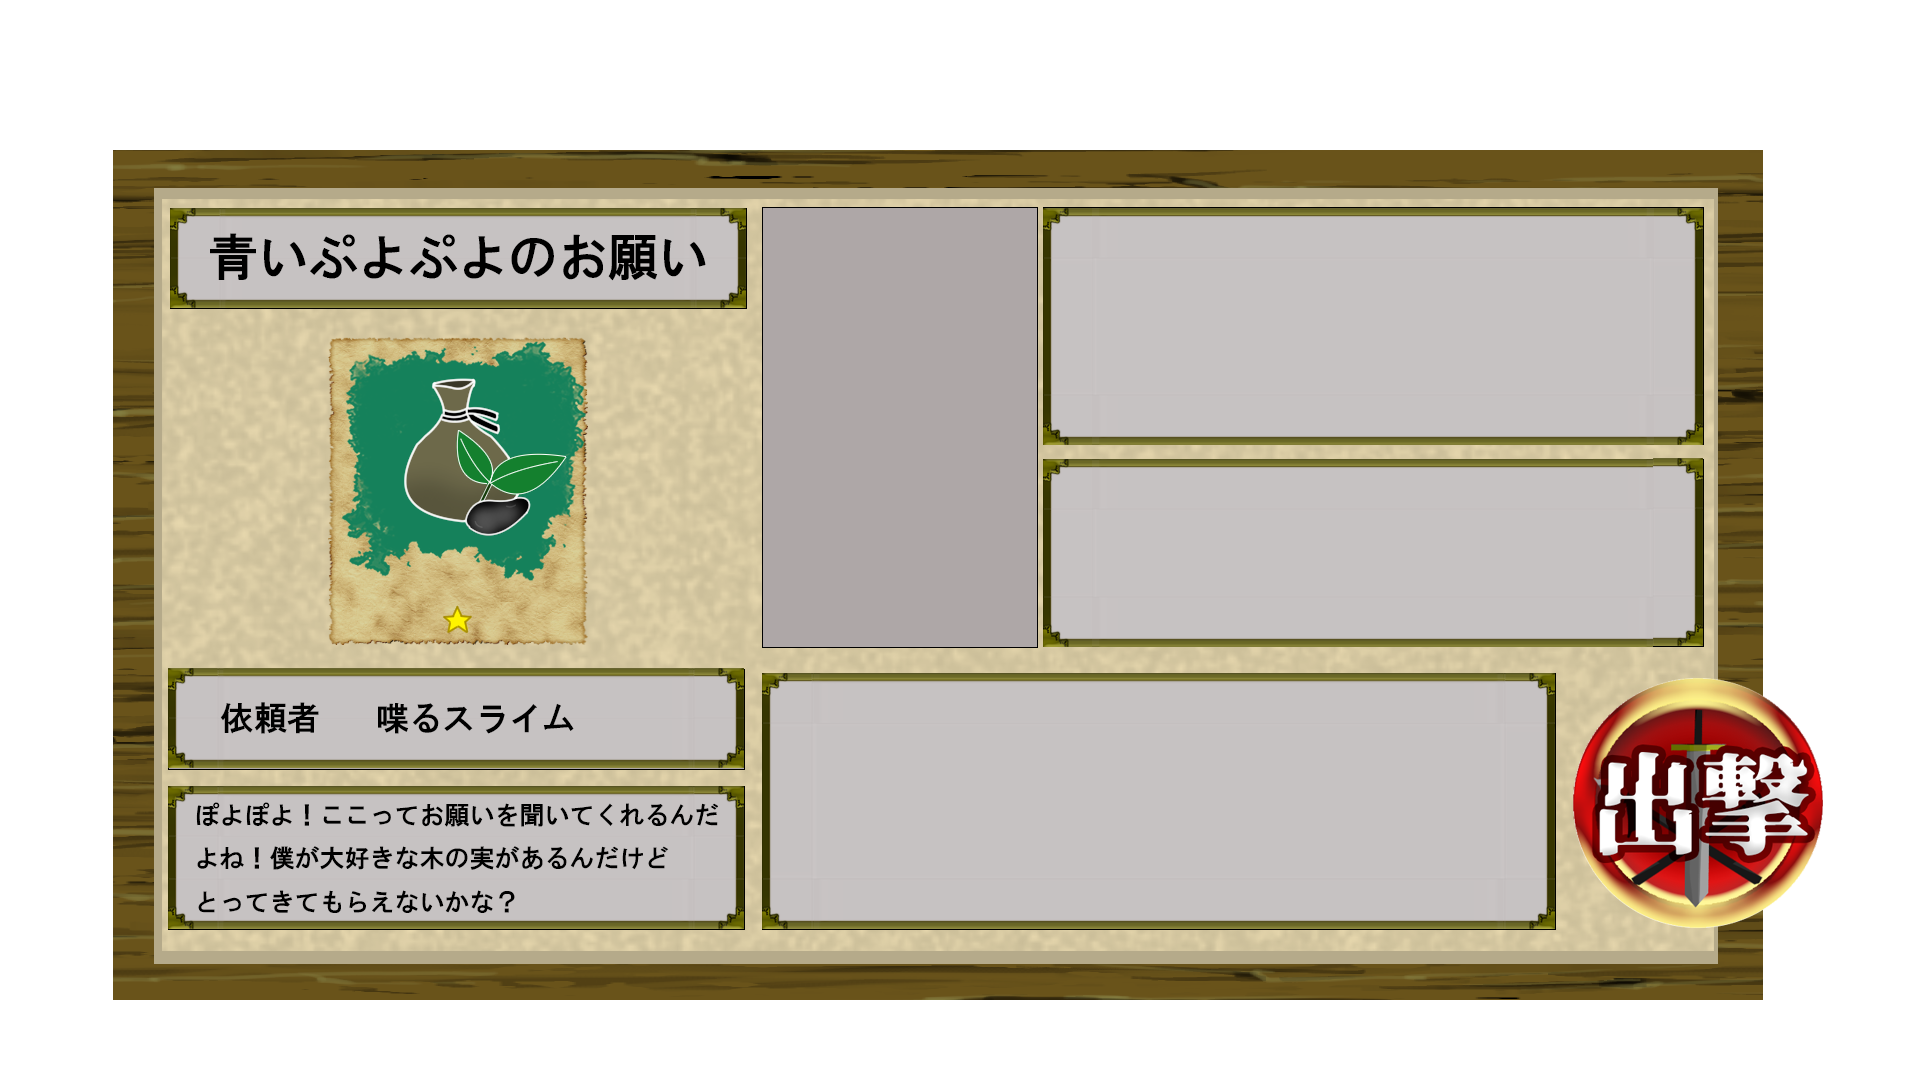 青いぷよぷよのお願い
依頼者　喋るスライム
ぽよぽよ！ここってお願いを聞いてくれるんだ
よね！僕が大好きな木の実があるんだけど
とってきてもらえないかな？
出撃